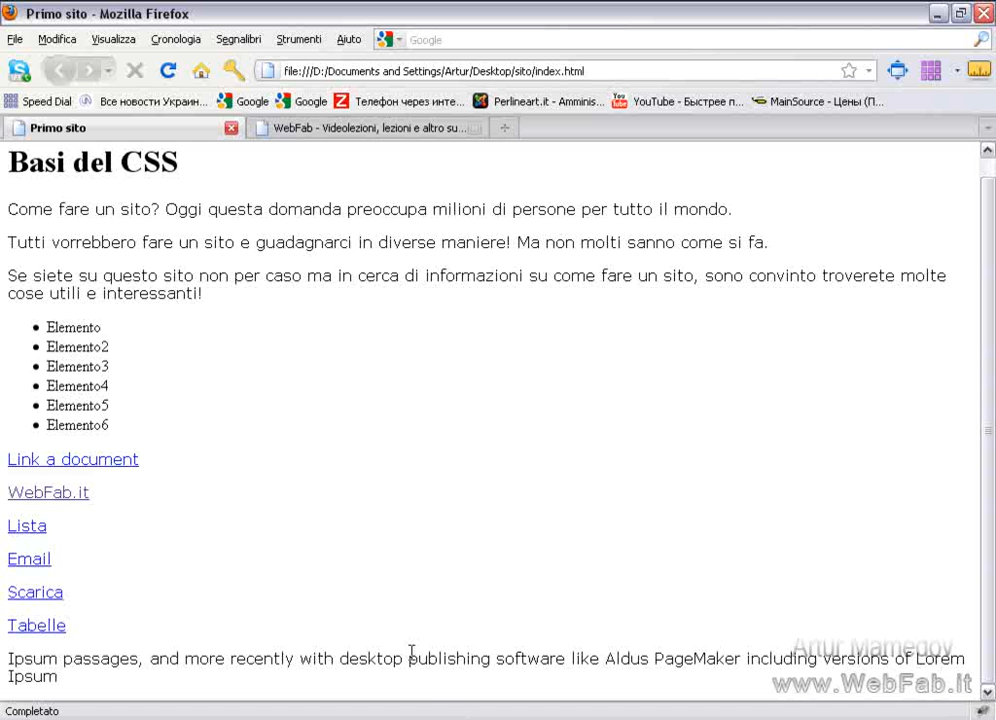 Primo sito - Mozilla Firefox
File Modifica Visualizza Cronologia Segnalibri Strumenti Aiuto Google
file:///D:/Documents and Settings/Artur/Desktop/sito/index.html
Speed Dial Все новости Украин... Google Google Телефон через инте... Perlineart.it - Amminis... YouTube - Быстрее п... MainSource - Цены (П...
Primo sito WebFab - Videolezioni, lezioni e altro su...
Basi del CSS
Come fare un sito? Oggi questa domanda preoccupa milioni di persone per tutto il mondo.
Tutti vorrebbero fare un sito e guadagnarci in diverse maniere! Ma non molti sanno come si fa.
Se siete su questo sito non per caso ma in cerca di informazioni su come fare un sito, sono convinto troverete molte
cose utili e interessanti!
Elemento
Elemento2
Elemento3
Elemento4
Elemento5
Elemento6
Link a document
WebFab.it
Lista
Email
Scarica
Tabelle
Artur Mamedov
Ipsum passages, and more recently with desktop publishing software like Aldus PageMaker including versions of Lorem
Ipsum
www.WebFab.it
Completato